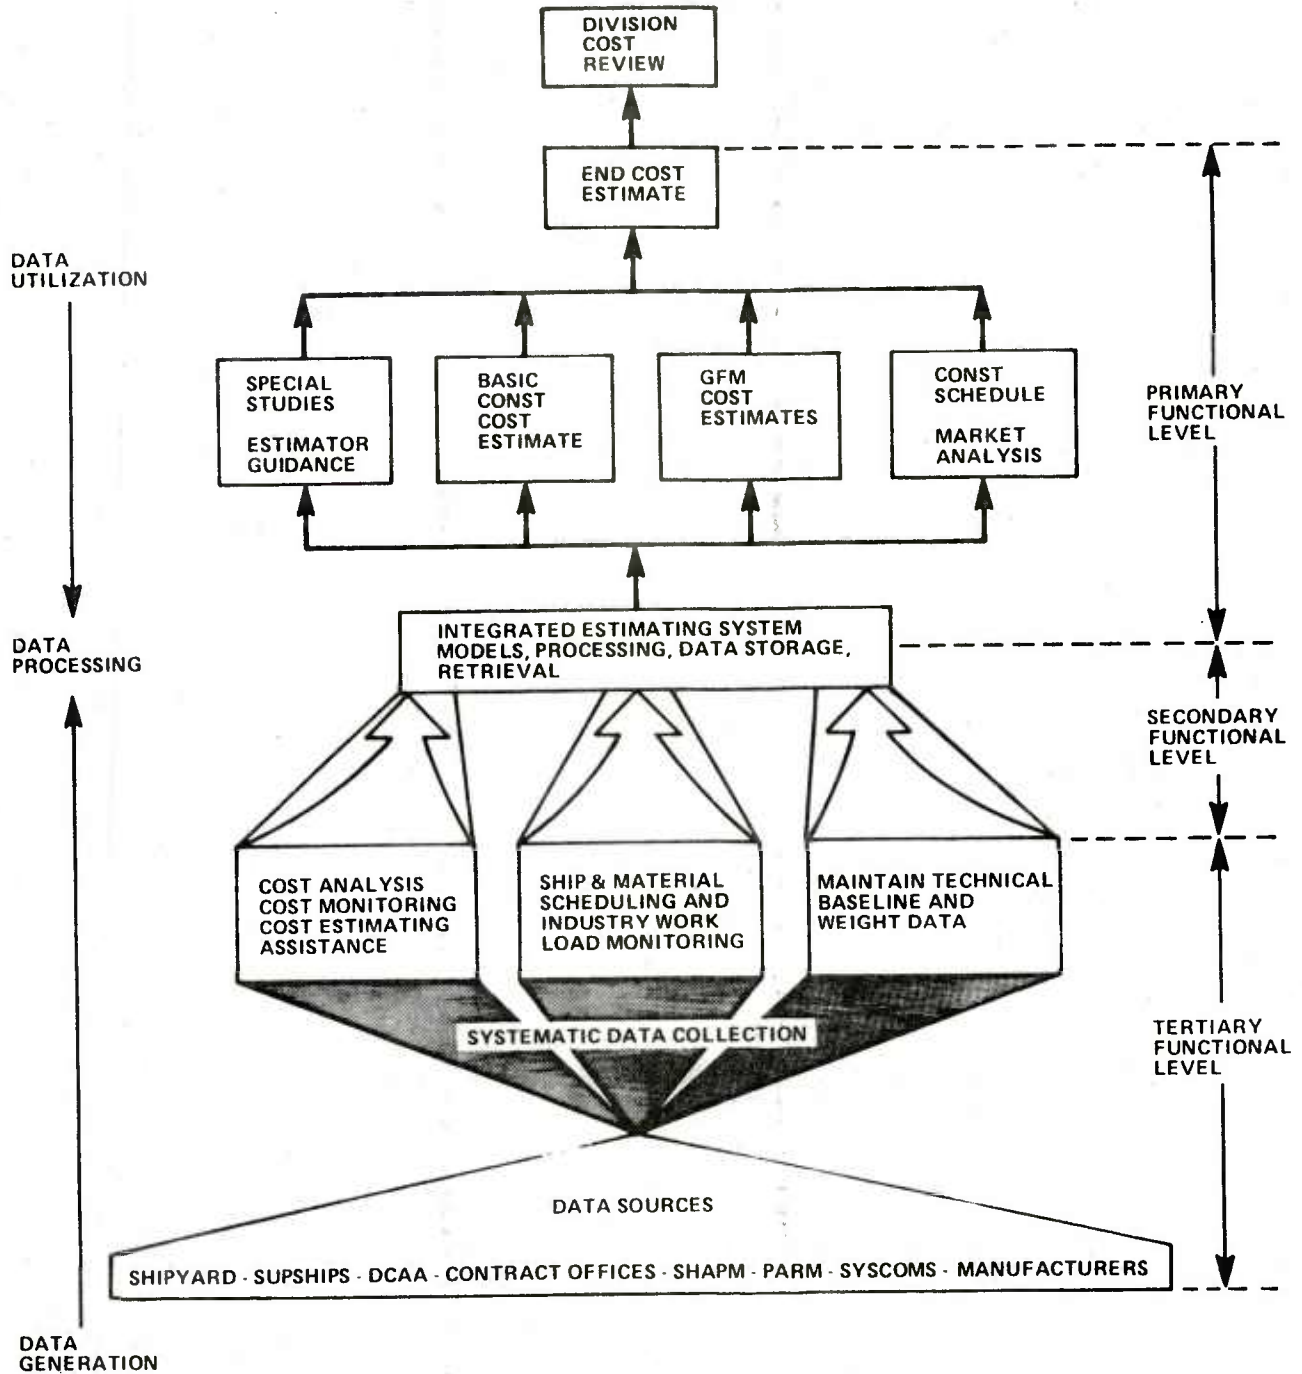 DIVISION
COST
REVIEW
END COST
ESTIMATE
DATA
UTILIZATION
SPECIAL
STUDIES
ESTIMATOR
GUIDANCE
BASIC
CONST
COST
ESTIMATE
GFM
COST
ESTIMATES
CONST
SCHEDULE
MARKET
ANALYSIS
PRIMARY
FUNCTIONAL
LEVEL
DATA
PROCESSING
INTEGRATED ESTIMATING SYSTEM
MODELS, PROCESSING, DATA STORAGE,
RETRIEVAL
SECONDARY
FUNCTIONAL
LEVEL
COST ANALYSIS
COST MONITORING
COST ESTIMATING
ASSISTANCE
SHIP & MATERIAL
SCHEDULING AND
INDUSTRY WORK
LOAD MONITORING
MAINTAIN TECHNICAL
BASELINE AND
WEIGHT DATA
SYSTEMATIC DATA COLLECTION
TERTIARY
FUNCTIONAL
LEVEL
DATA SOURCES
SHIPYARD - SUPSHIPS - DCAA - CONTRACT OFFICES - SHAPM - PARM - SYSCOMS - MANUFACTURERS
DATA
GENERATION